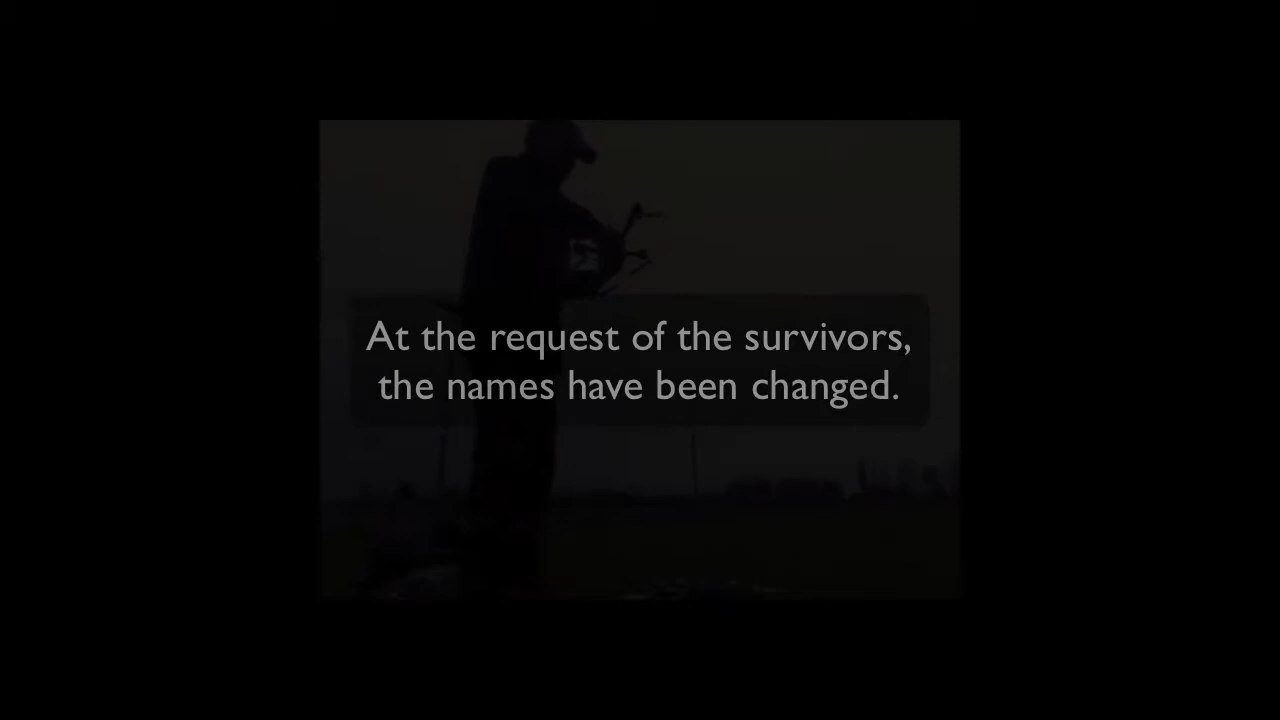 At the request of the survivors,
the names have been changed.